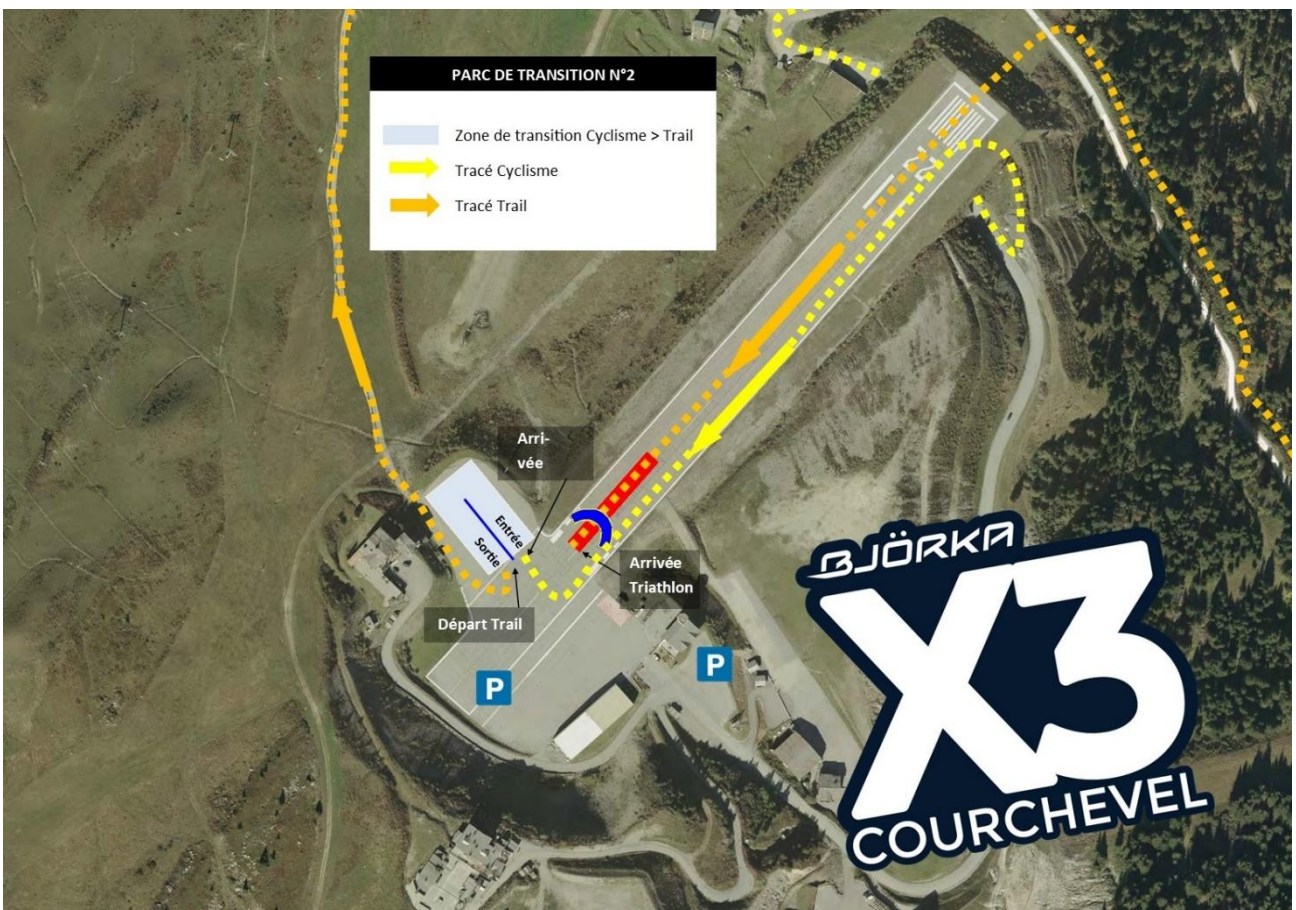 PARC DE TRANSITION N°2
Zone de transition Cyclisme > Trail
Tracé Cyclisme
Tracé Trail
22
Arri-
vée
Entrée
Sortie
Arrivée
Triathlon
Départ Trail
P
P
BJÖRKA
X3
COURCHEVEL